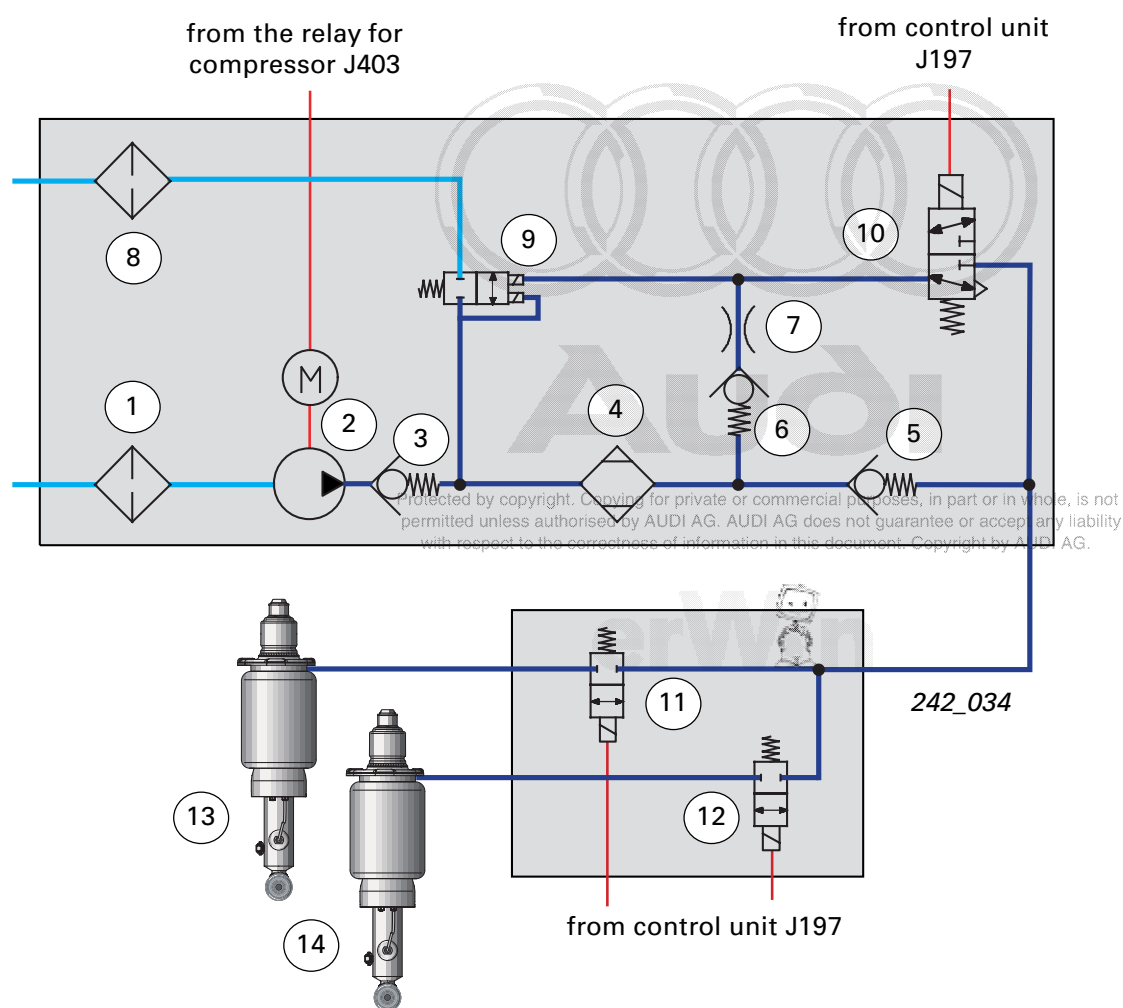 from the relay for
compressor J403
from control unit
J197
8
9
10
7
1
2
3
4
6
5
Audi
Protected by copyright. Copying for private or commercial purposes, in part or in whole, is not
permitted unless authorised by AUDI AG. AUDI AG does not guarantee or accept any liability
with respect to the correctness of information in this document. Copyright by AUDI AG.
M
erWin
11
242_034
12
13
14
from control unit J197